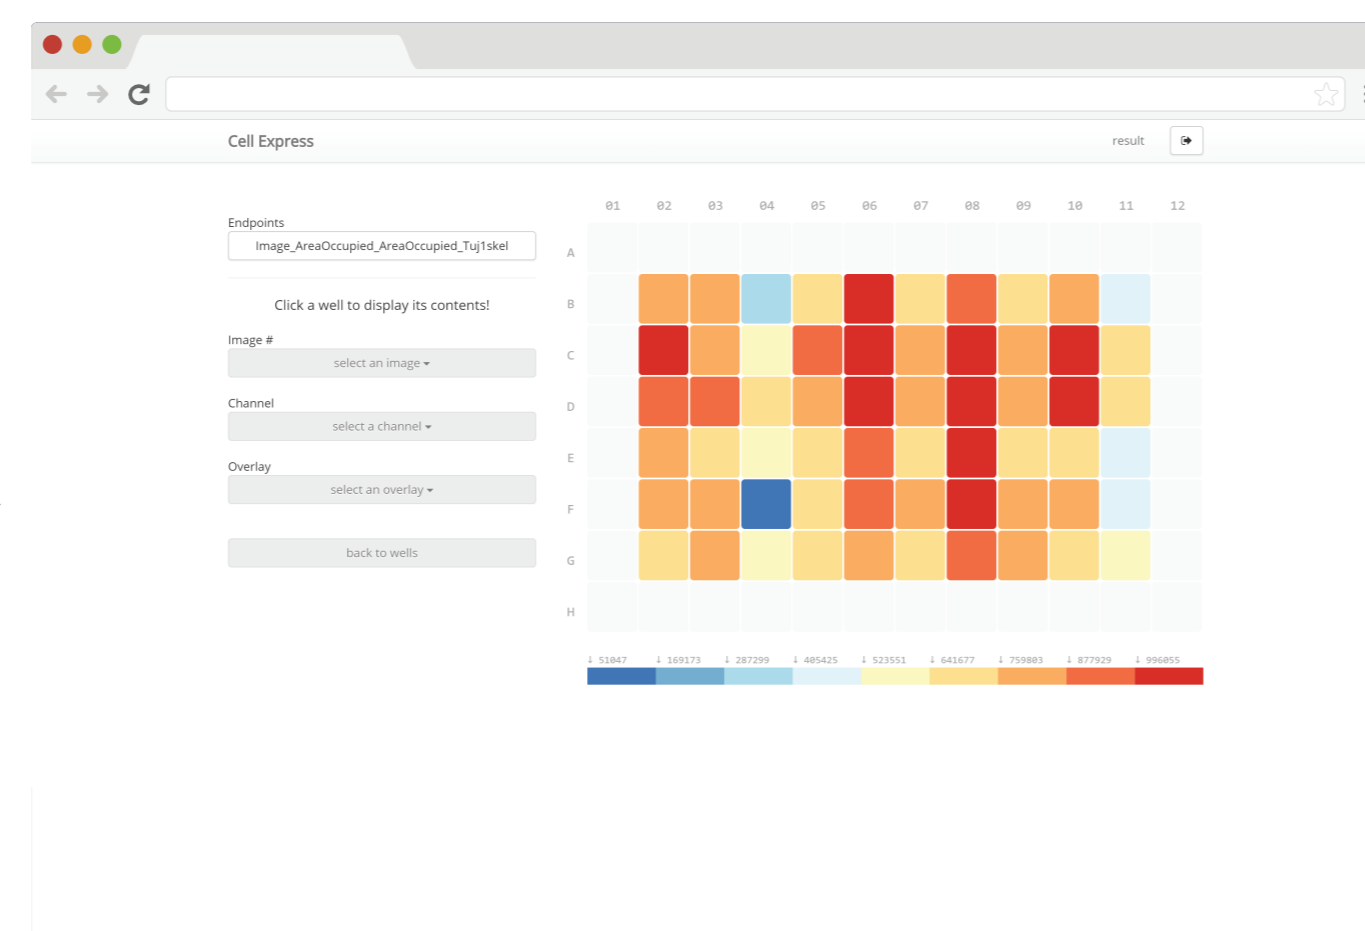 Cell Express
result
Endpoints
Image_AreaOccupied_AreaOccupied_Tuj1skel
Click a well to display its contents!
Image #
select an image
Channel
select a channel
Overlay
select an overlay
back to wells
01 02 03 04 05 06 07 08 09 10 11 12
A
B
C
D
E
F
G
H
↓ 51047 ↓ 169173 ↓ 287299 ↓ 405425 ↓ 523551 ↓ 641677 ↓ 759803 ↓ 877929 ↓ 996055